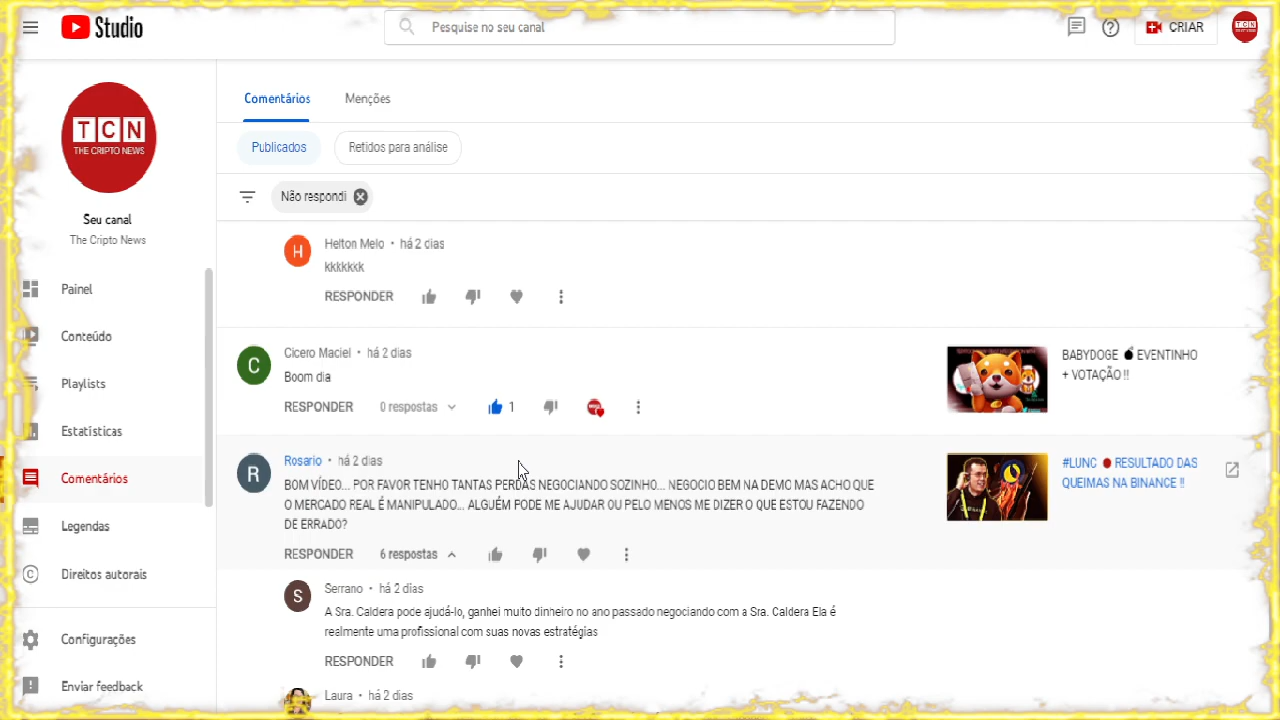 Studio
Pesquise no seu canal
CRIAR
TCN
THE CRIPTO NEWS
Seu canal
The Cripto News
Painel
Conteúdo
Playlists
Estatísticas
Comentários
Legendas
Direitos autorais
Configurações
Enviar feedback
Comentários Menções
Publicados Retidos para análise
Não respondi
H
Helton Melo • há 2 dias
kkkkkkk
RESPONDER
C
Cicero Maciel • há 2 dias
Boom dia
RESPONDER 0 respostas 1
BABYDOGE EVENTINHO
+ VOTAÇÃO !!
R
Rosario • há 2 dias
BOM VÍDEO... POR FAVOR TENHO TANTAS PERDAS NEGOCIANDO SOZINHO... NEGOCIO BEM NA DEMO MAS ACHO QUE
O MERCADO REAL É MANIPULADO... ALGUÉM PODE ME AJUDAR OU PELO MENOS ME DIZER O QUE ESTOU FAZENDO
DE ERRADO?
RESPONDER 6 respostas
#LUNC RESULTADO DAS
QUEIMAS NA BINANCE !!
S
Serrano • há 2 dias
A Sra. Caldera pode ajudá-lo, ganhei muito dinheiro no ano passado negociando com a Sra. Caldera Ela é
realmente uma profissional com suas novas estratégias
RESPONDER
Laura • há 2 dias